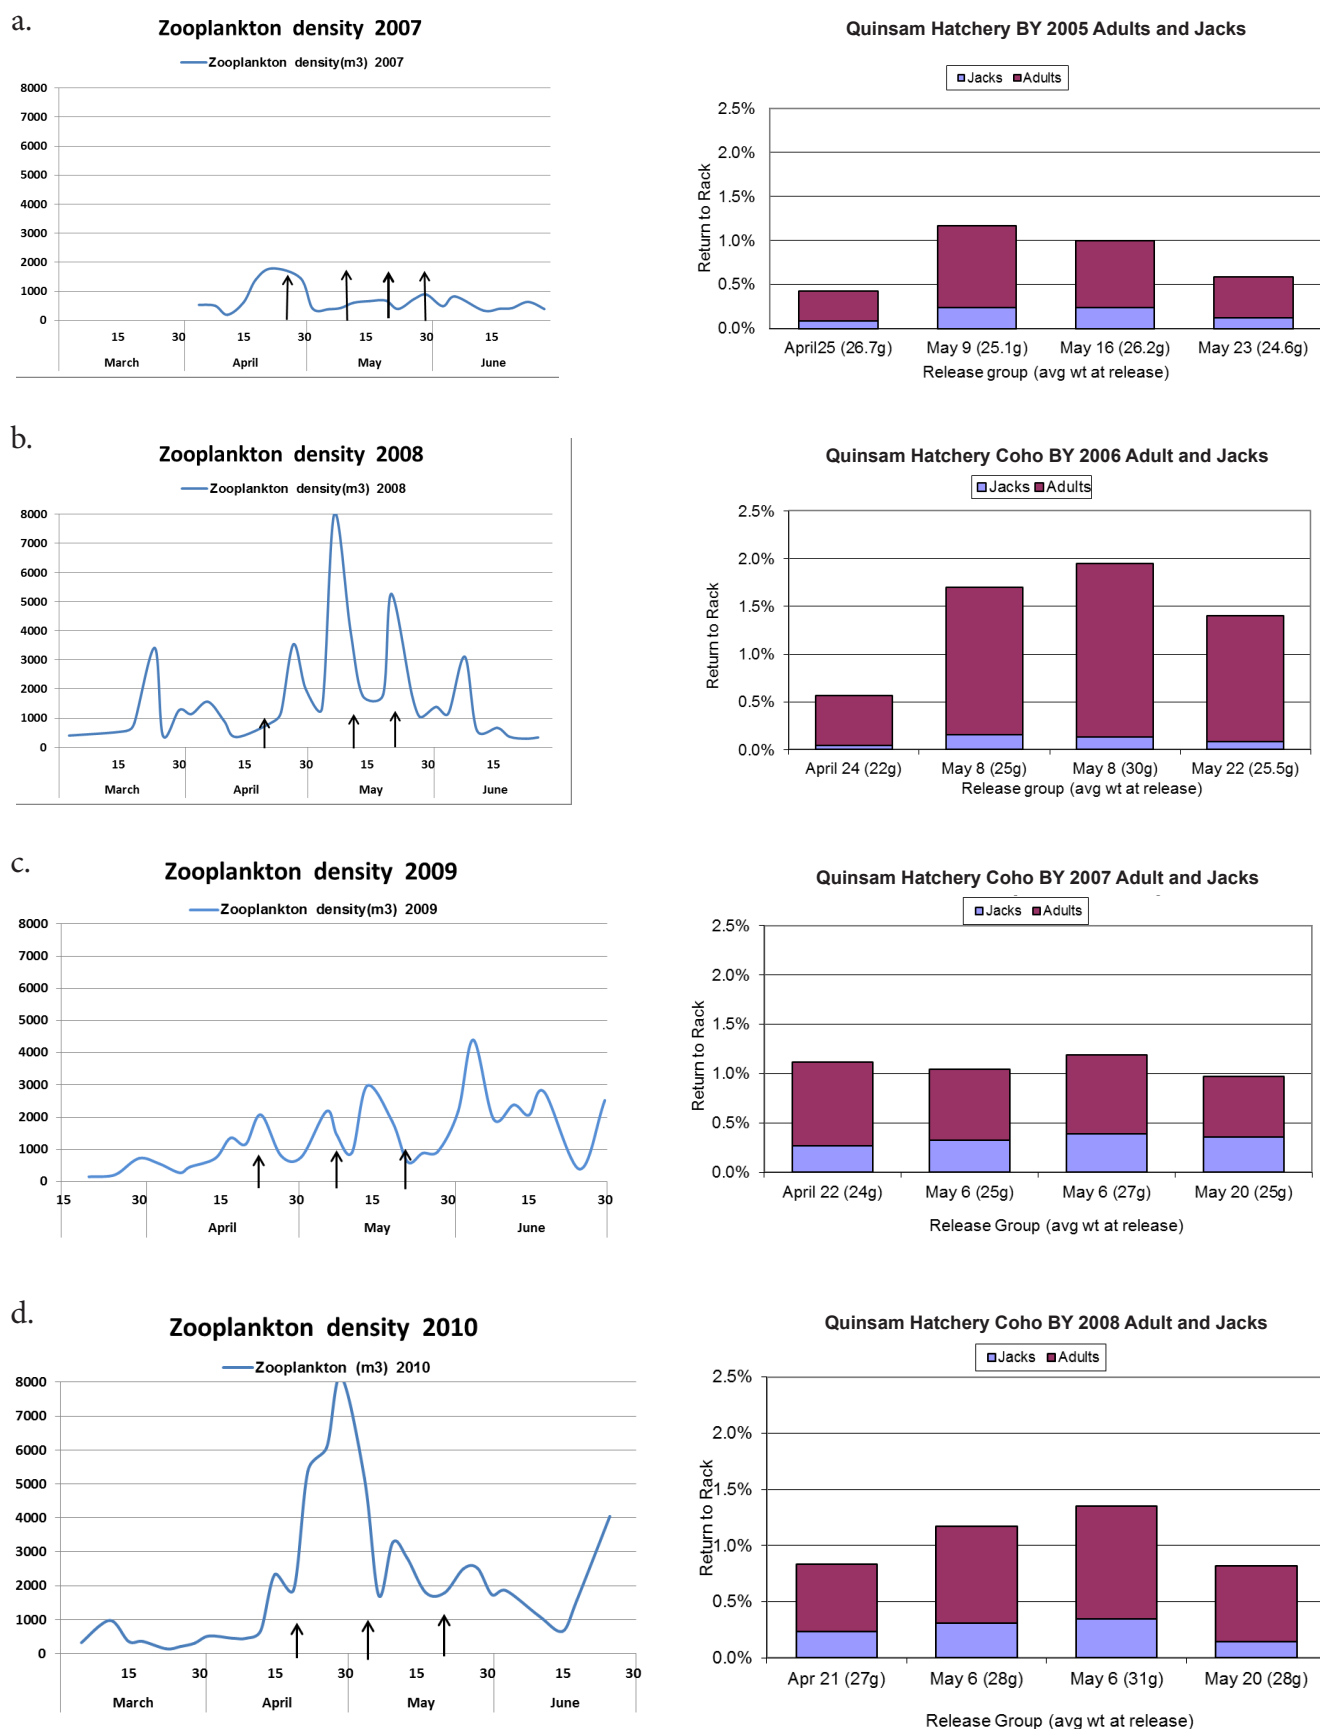 a.
Zooplankton density 2007
Zooplankton density(m3) 2007
8000
7000
6000
5000
4000
3000
2000
1000
0
15 30 15 30 15 30 15
March April May June
Quinsam Hatchery BY 2005 Adults and Jacks
Jacks Adults
2.5%
2.0%
1.5%
1.0%
0.5%
0.0%
Return to Rack
April25 (26.7g) May 9 (25.1g) May 16 (26.2g) May 23 (24.6g)
Release group (avg wt at release)
b.
Zooplankton density 2008
Zooplankton density(m3) 2008
8000
7000
6000
5000
4000
3000
2000
1000
0
15 30 15 30 15 30 15
March April May June
Quinsam Hatchery Coho BY 2006 Adult and Jacks
Jacks Adults
2.5%
2.0%
1.5%
1.0%
0.5%
0.0%
Return to Rack
April 24 (22g) May 8 (25g) May 8 (30g) May 22 (25.5g)
Release group (avg wt at release)
c.
Zooplankton density 2009
Zooplankton density(m3) 2009
8000
7000
6000
5000
4000
3000
2000
1000
0
15 30 15 30 15 30 15 30
April May June
Quinsam Hatchery Coho BY 2007 Adult and Jacks
Jacks Adults
2.5%
2.0%
1.5%
1.0%
0.5%
0.0%
Return to Rack
April 22 (24g) May 6 (25g) May 6 (27g) May 20 (25g)
Release Group (avg wt at release)
d.
Zooplankton density 2010
Zooplankton (m3) 2010
8000
7000
6000
5000
4000
3000
2000
1000
0
15 30 15 30 15 30 15 30
March April May June
Quinsam Hatchery Coho BY 2008 Adult and Jacks
Jacks Adults
2.5%
2.0%
1.5%
1.0%
0.5%
0.0%
Return to Rack
Apr 21 (27g) May 6 (28g) May 6 (31g) May 20 (28g)
Release Group (avg wt at release)